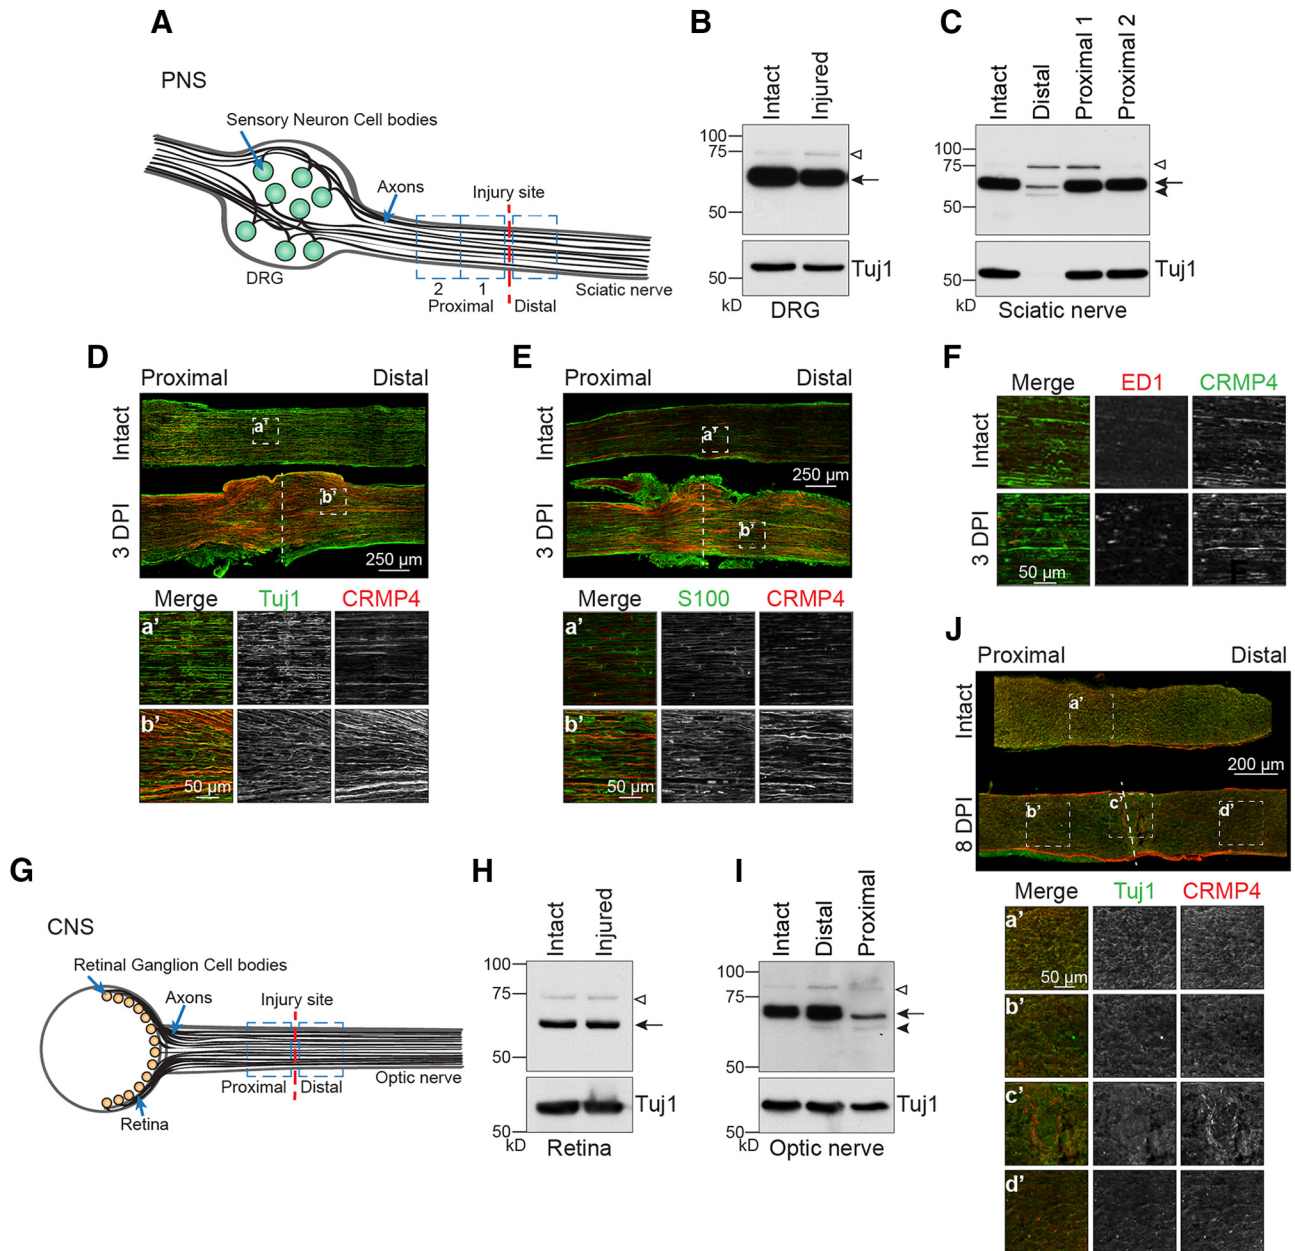 A
PNS
Sensory Neuron Cell bodies
Axons
Injury site
DRG
2 1
Proximal Distal
Sciatic nerve
B
Intact
Injured
100
75
50
50
Tuj1
kD
DRG
C
Intact
Distal
Proximal 1
Proximal 2
100
75
50
50
Tuj1
kD
Sciatic nerve
D
Proximal Distal
Intact
a’
3 DPI
b’
250 µm
Merge Tuj1 CRMP4
a’
b’
50 µm
E
Proximal Distal
Intact
a’
250 µm
3 DPI
b’
Merge S100 CRMP4
a’
b’
50 µm
F
Merge ED1 CRMP4
Intact
3 DPI
50 µm
G
CNS
Retinal Ganglion Cell bodies
Axons
Injury site
Proximal Distal
Optic nerve
Retina
H
Intact
Injured
100
75
50
50
Tuj1
kD
Retina
I
Intact
Distal
Proximal
100
75
50
50
Tuj1
kD
Optic nerve
J
Proximal Distal
Intact
a’
200 µm
8 DPI
b’
c’
d’
Merge Tuj1 CRMP4
a’
50 µm
b’
c’
d’